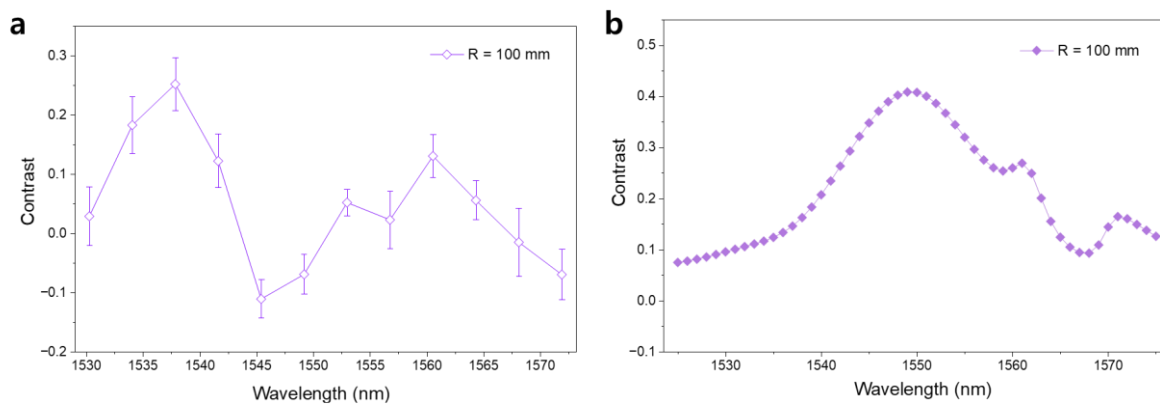 a
R = 100 mm
Contrast
0.3
0.2
0.1
0.0
−0.1
−0.2
1530 1535 1540 1545 1550 1555 1560 1565 1570
Wavelength (nm)
b
R = 100 mm
Contrast
0.5
0.4
0.3
0.2
0.1
0.0
−0.1
1530 1540 1550 1560 1570
Wavelength (nm)